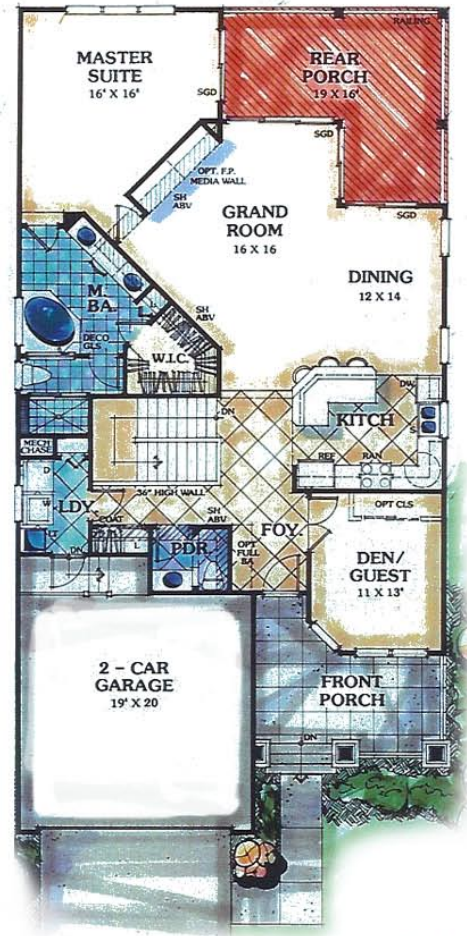 RAILING
MASTER
SUITE
16' X 16'
REAR
PORCH
19 X 16'
SGD
SGD
OPT. F.P.
MEDIA WALL
SH
ABV
GRAND
ROOM
16 X 16
SGD
DINING
12 X 14
M.
BA.
L
DECO
GLS
SH
ABV
W.I.C.
DW
DN
KITCH
S
REF
RAN
MECH
CHASE
D
W
LDY
36" HIGH WALL
COAT
L
DN
SH
ABV
PDR
OPT
FULL
BA
FOY
OPT CLS
DEN/
GUEST
11 X 13'
2 - CAR
GARAGE
19' X 20
FRONT
PORCH
DN